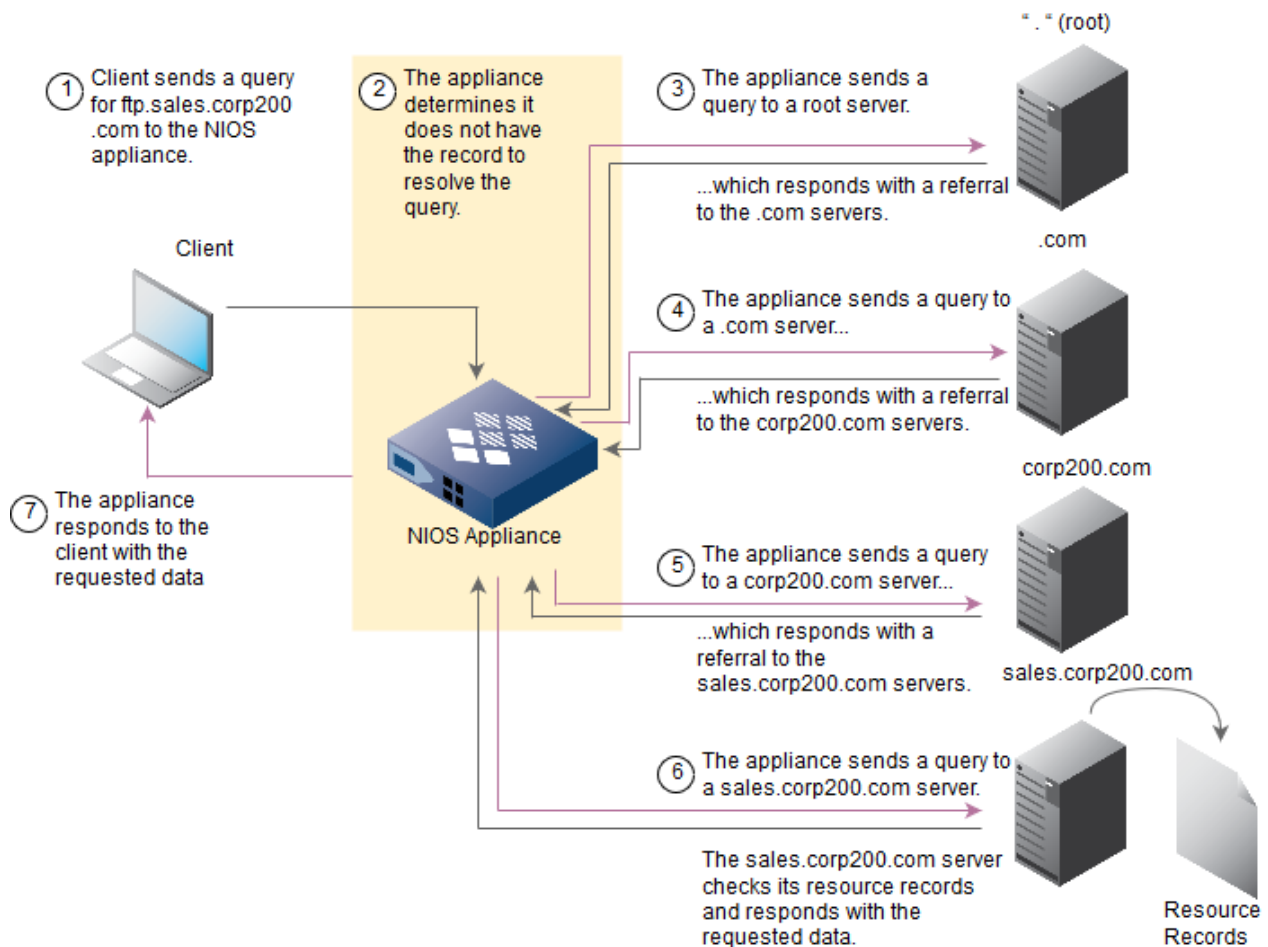 " . " (root)
1
Client sends a query
for ftp.sales.corp200
.com to the NIOS
appliance.
2
The appliance
determines it
does not have
the record to
resolve the
query.
3
The appliance sends a
query to a root server.
...which responds with a referral
to the .com servers.
.com
Client
4
The appliance sends a query to
a .com server...
...which responds with a referral
to the corp200.com servers.
corp200.com
NIOS Appliance
7
The appliance
responds to the
client with the
requested data
5
The appliance sends a query
to a corp200.com server...
...which responds with a
referral to the
sales.corp200.com servers.
sales.corp200.com
6
The appliance sends a query to
a sales.corp200.com server.
The sales.corp200.com server
checks its resource records
and responds with the
requested data.
Resource
Records